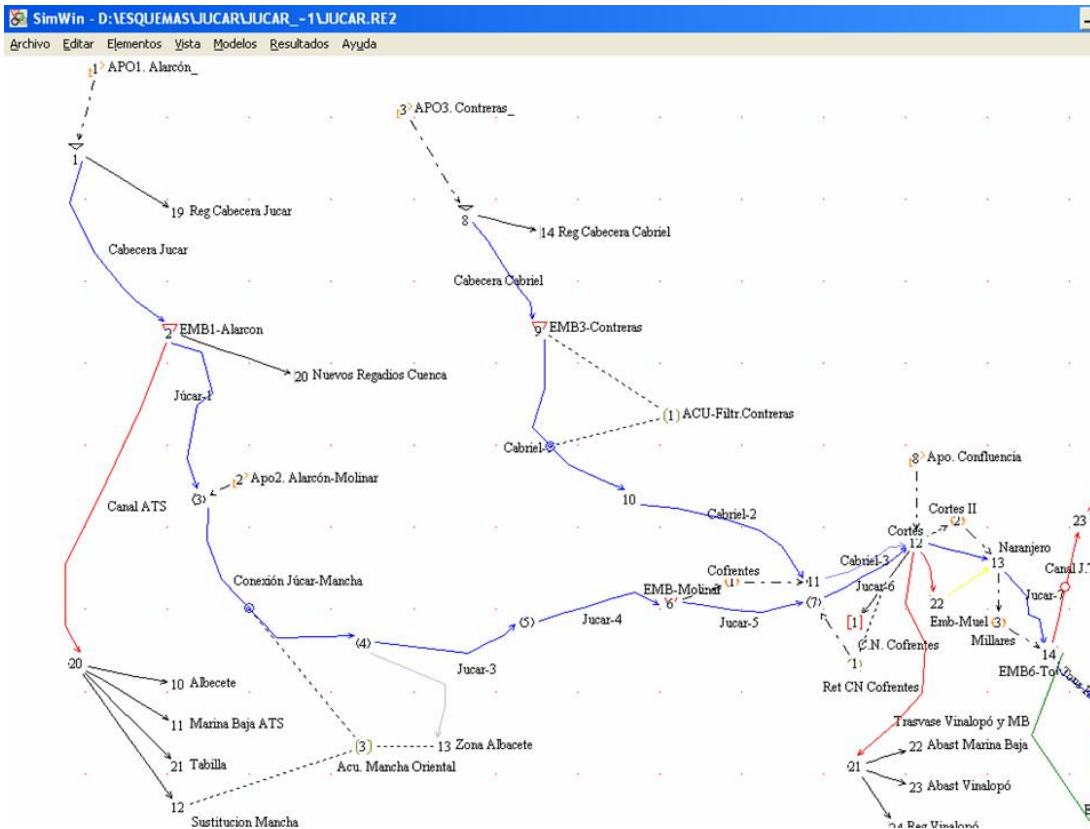 SimWin - D:\ESQUEMAS\JUCAR\JUCAR_~1\JUCAR.RE2
Archivo Editar Elementos Vista Modelos Resultados Ayuda
1 APO1. Alarcón_
3 APO3. Contreras_
1
19 Reg Cabecera Jucar
8
14 Reg Cabecera Cabriel
Cabecera Jucar
Cabecera Cabriel
2 EMB1-Alarcon
9 EMB3-Contreras
20 Nuevos Regadios Cuenca
Júcar-1
(1) ACU-Filtr.Contreras
Cabriel-
2 Apo2. Alarcón-Molinar
8 Apo. Confluencia
(3)
Canal ATS
10
Cabriel-2
Cortes II
(2)
23
Cortes
12
Naranjero
13
Cabriel-3
Canal J.T
Conexión Júcar-Mancha
Cofrentes
(1)
11
EMB-Molinar
6
Jucar-6
Jucar-7
(7)
22
(5)
Jucar-4
Jucar-5
[1]
Emb-Muel
(3)
Millares
(4)
C.N. Cofrentes
14
20
Jucar-3
(1)
EMB6-To
Ret CN Cofrentes
10 Albecete
11 Marina Baja ATS
Trasvase Vinalopó y MB
(3)
13 Zona Albacete
22 Abast Marina Baja
21 Tabilla
Acu. Mancha Oriental
21
23 Abast Vinalopó
12
Sustitucion Mancha
24 Reg Vinalopó